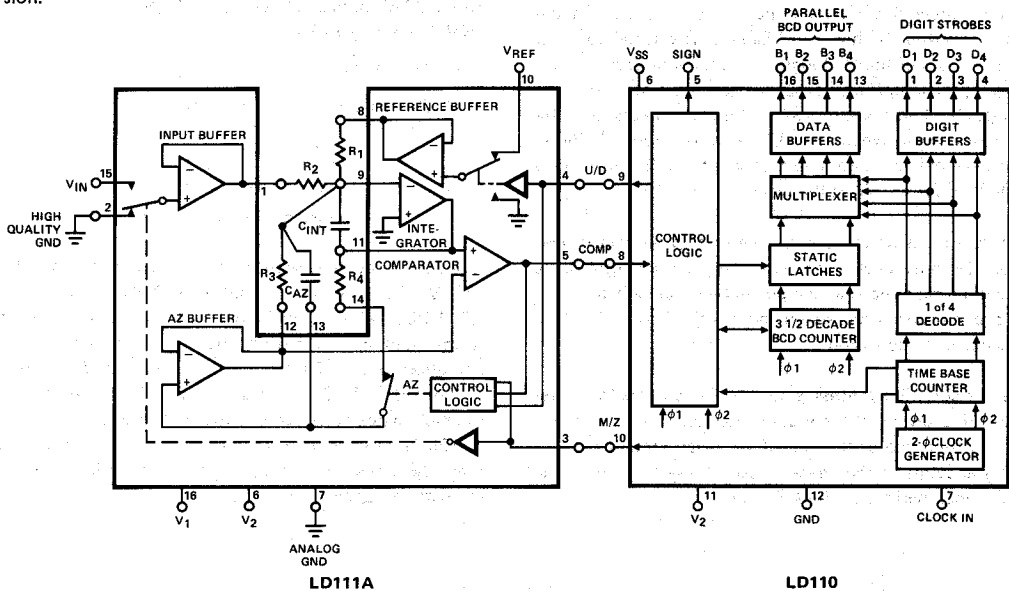 sion.
PARALLEL
BCD OUTPUT
DIGIT STROBES
B1 B2 B3 B4
D1 D2 D3 D4
VREF
10
VSS
6
SIGN
5
16 15 14 13
1 2 3 4
8
REFERENCE BUFFER
INPUT BUFFER
R1
DATA
BUFFERS
DIGIT
BUFFERS
15
VIN
1
R2
9
4
U/D
9
MULTIPLEXER
2
HIGH
QUALITY
GND
CINT
INTE-
GRATOR
11
CONTROL
LOGIC
STATIC
LATCHES
COMPARATOR
5
COMP
8
R3
CAZ
R4
14
12
13
1 of 4
DECODE
3 1/2 DECADE
BCD COUNTER
AZ BUFFER
ϕ1
ϕ2
TIME BASE
COUNTER
AZ
CONTROL
LOGIC
ϕ1
ϕ2
ϕ1
ϕ2
3
M/Z
10
2-ϕCLOCK
GENERATOR
16
V1
6
V2
7
ANALOG
GND
11
V2
12
GND
7
CLOCK IN
LD111A
LD110